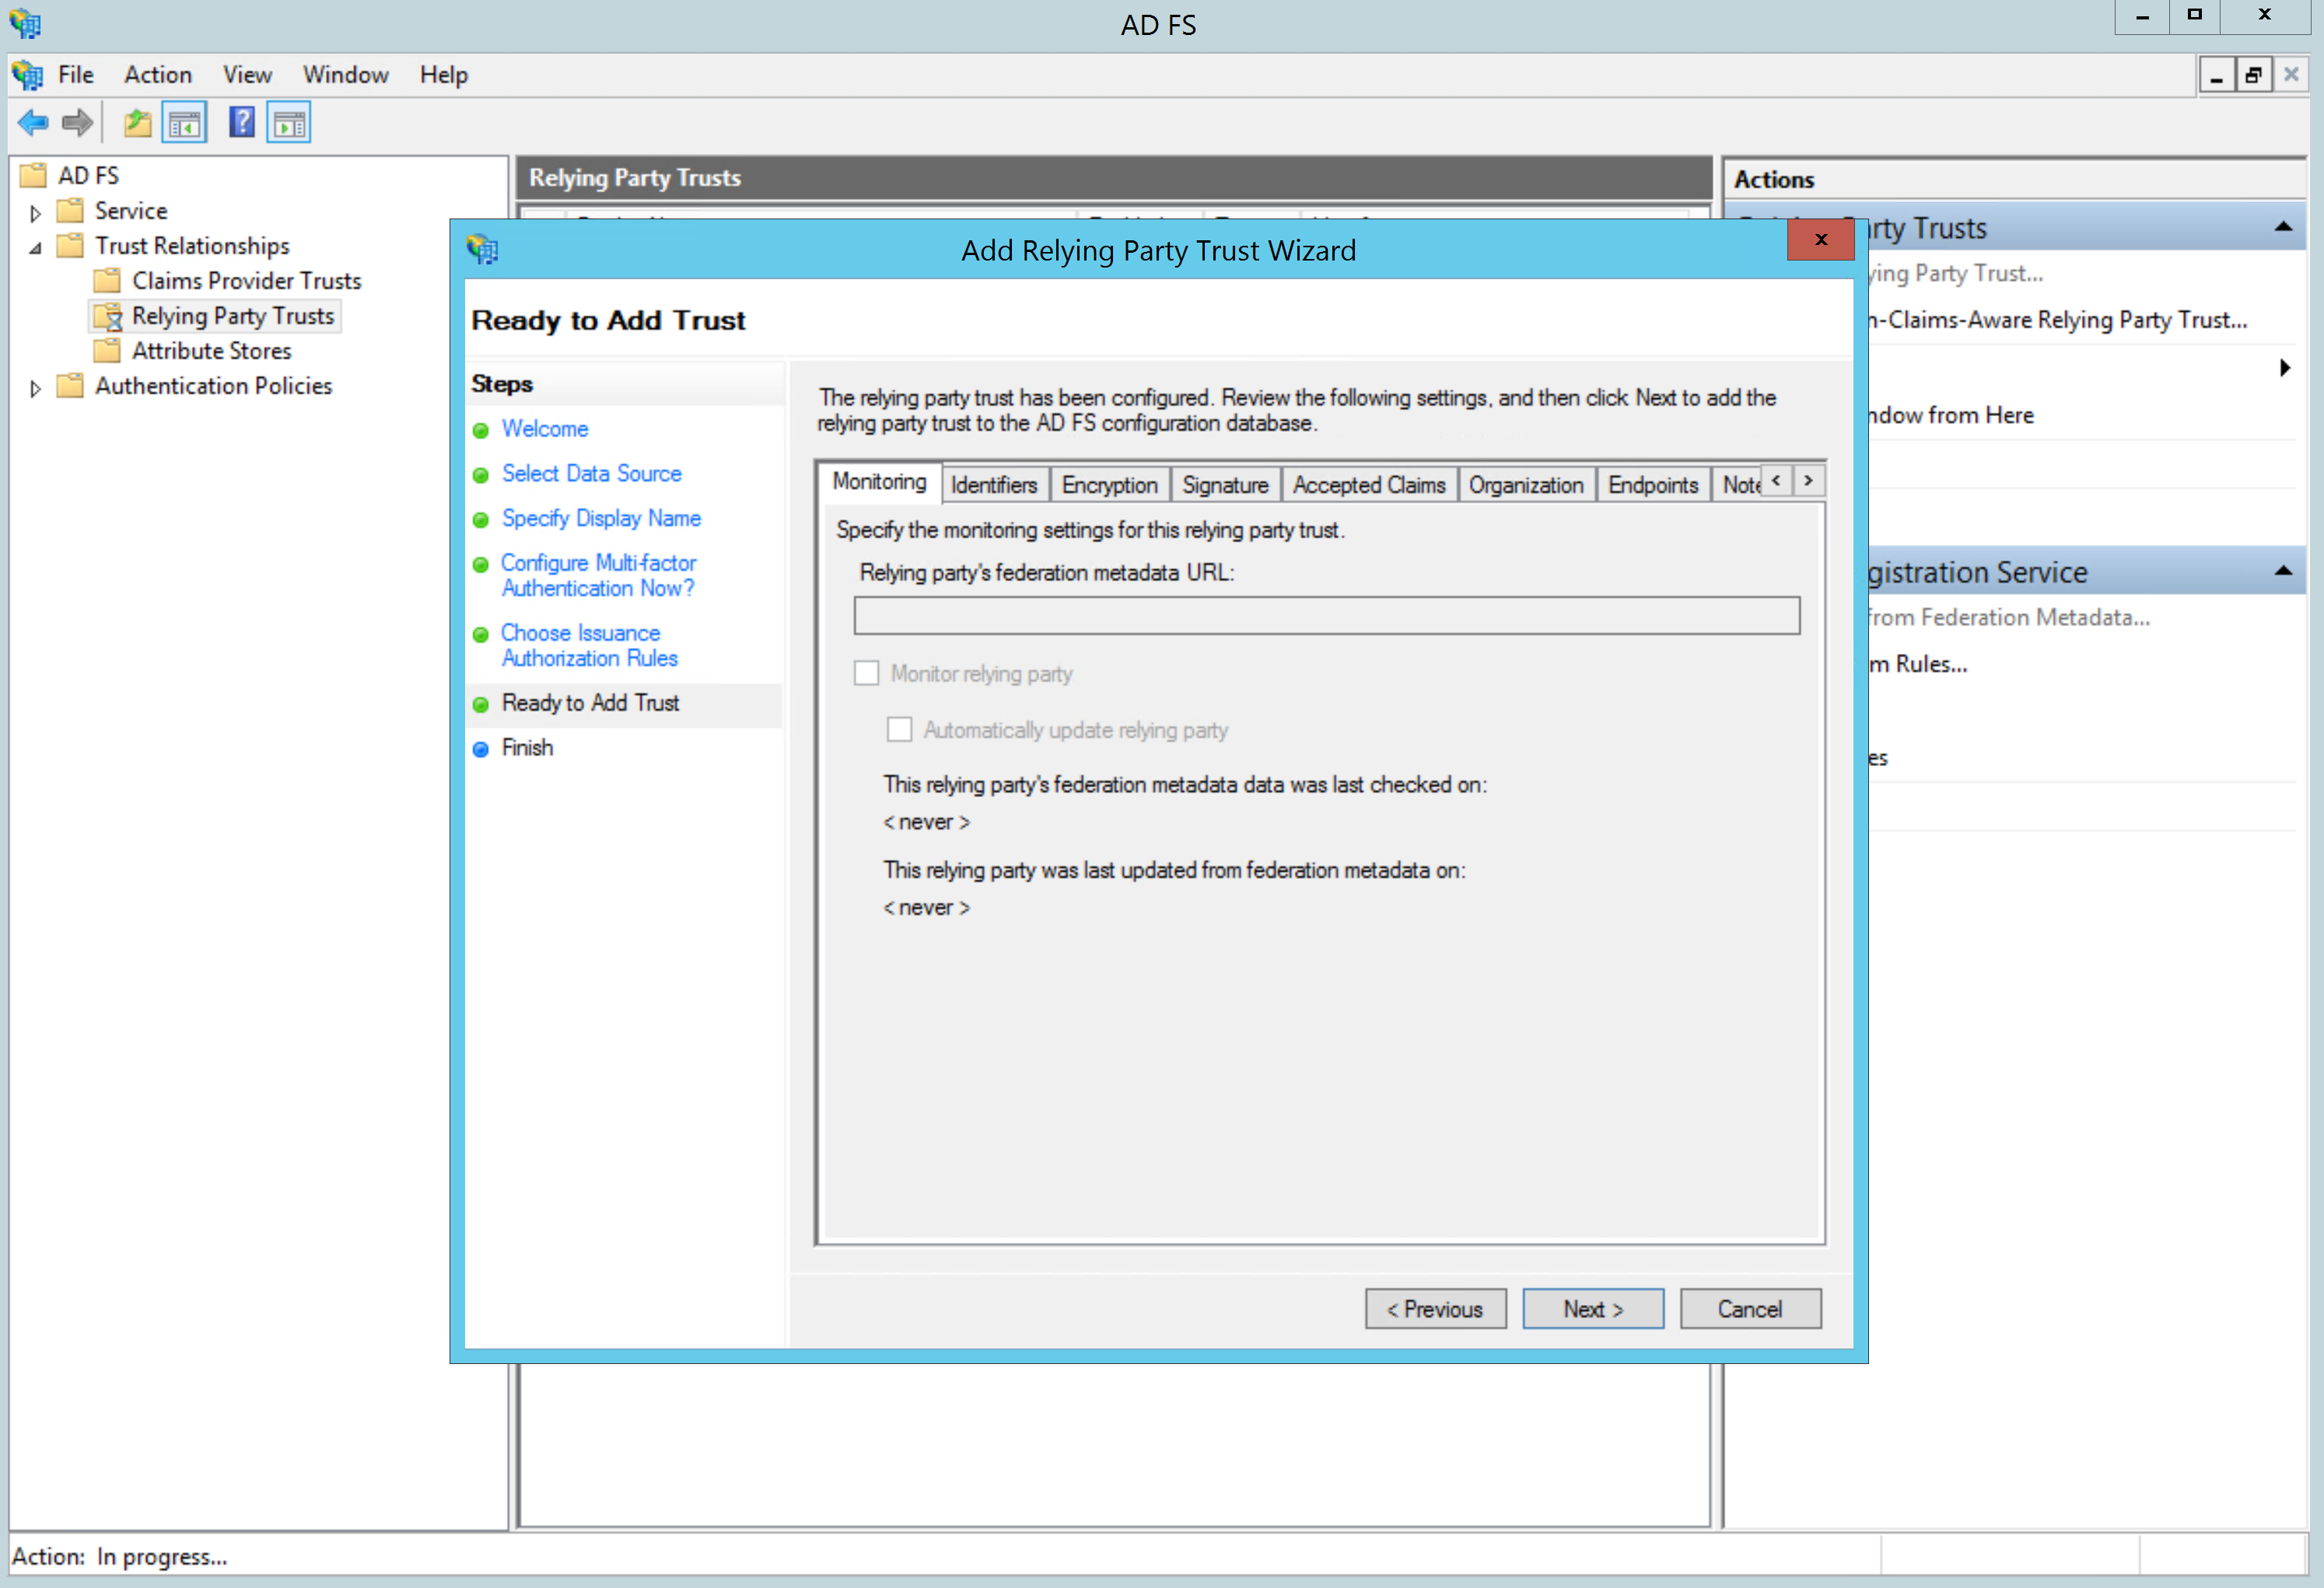 AD FS
File Action View Window Help
AD FS
Service
Trust Relationships
Claims Provider Trusts
Relying Party Trusts
Attribute Stores
Authentication Policies
Relying Party Trusts
Actions
rty Trusts
ying Party Trust...
n-Claims-Aware Relying Party Trust...
ndow from Here
gistration Service
from Federation Metadata...
m Rules...
es
Add Relying Party Trust Wizard
Ready to Add Trust
Steps
Welcome
Select Data Source
Specify Display Name
Configure Multi-factor
Authentication Now?
Choose Issuance
Authorization Rules
Ready to Add Trust
Finish
The relying party trust has been configured. Review the following settings, and then click Next to add the
relying party trust to the AD FS configuration database.
Monitoring Identifiers Encryption Signature Accepted Claims Organization Endpoints Note < >
Specify the monitoring settings for this relying party trust.
Relying party's federation metadata URL:
Monitor relying party
Automatically update relying party
This relying party's federation metadata data was last checked on:
< never >
This relying party was last updated from federation metadata on:
< never >
< Previous Next > Cancel
Action: In progress...